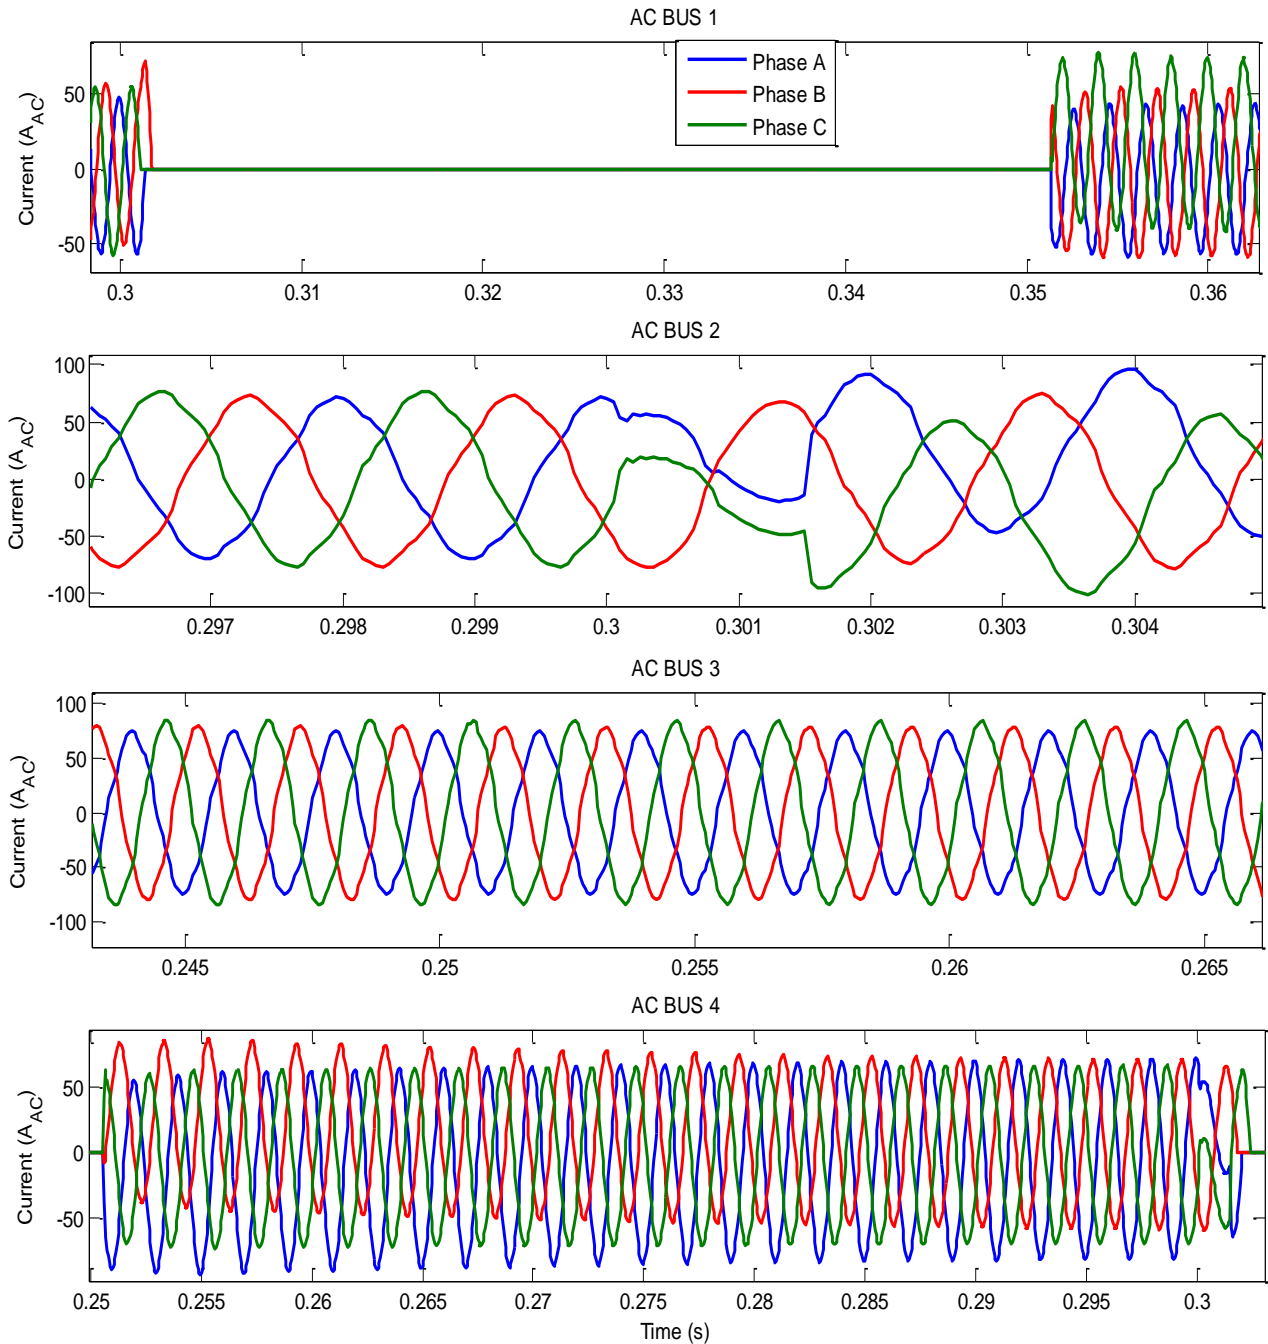 AC BUS 1
Current (A_AC)
50
0
-50
Phase A
Phase B
Phase C
0.3 0.31 0.32 0.33 0.34 0.35 0.36
AC BUS 2
Current (A_AC)
100
50
0
-50
-100
0.297 0.298 0.299 0.3 0.301 0.302 0.303 0.304
AC BUS 3
Current (A_AC)
100
50
0
-50
-100
0.245 0.25 0.255 0.26 0.265
AC BUS 4
Current (A_AC)
50
0
-50
0.25 0.255 0.26 0.265 0.27 0.275 0.28 0.285 0.29 0.295 0.3
Time (s)